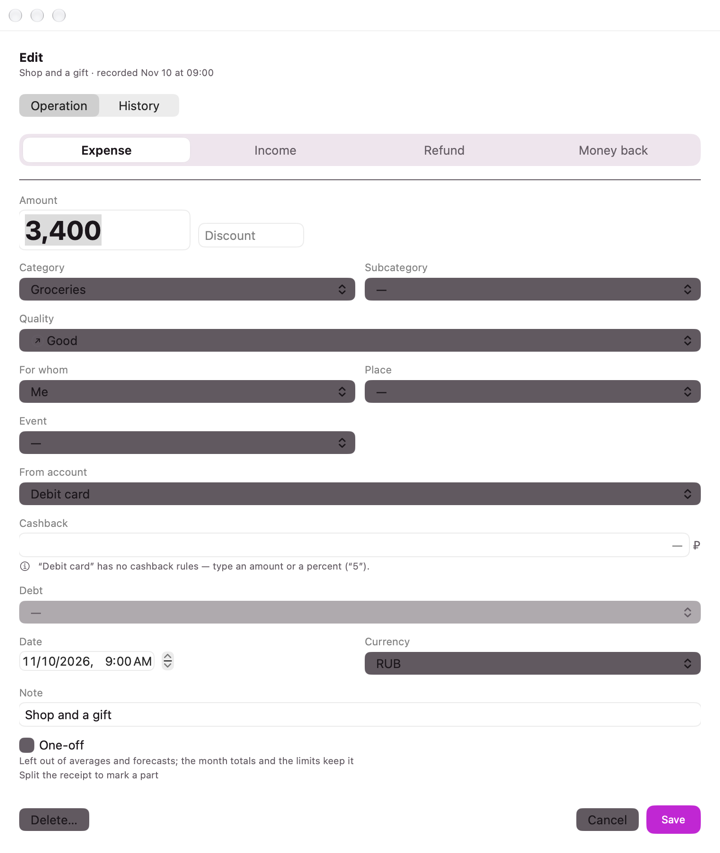 Edit
Shop and a gift · recorded Nov 10 at 09:00
Operation History
Expense Income Refund Money back
Amount
3,400 Discount
Category Subcategory
Groceries —
Quality
↗ Good
For whom Place
Me —
Event
—
From account
Debit card
Cashback
— ₽
“Debit card” has no cashback rules — type an amount or a percent (“5”).
Debt
—
Date Currency
11/10/2026, 9:00 AM RUB
Note
Shop and a gift
One-off
Left out of averages and forecasts; the month totals and the limits keep it
Split the receipt to mark a part
Delete... Cancel Save